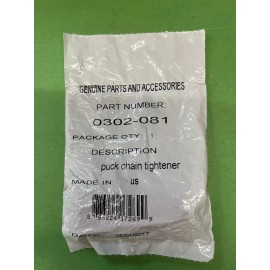 GENUINE PARTS AND ACCESSORIES
PART NUMBER:
0302-081
PACKAGE QTY: 1
DESCRIPTION
puck chain tightener
MADE IN US